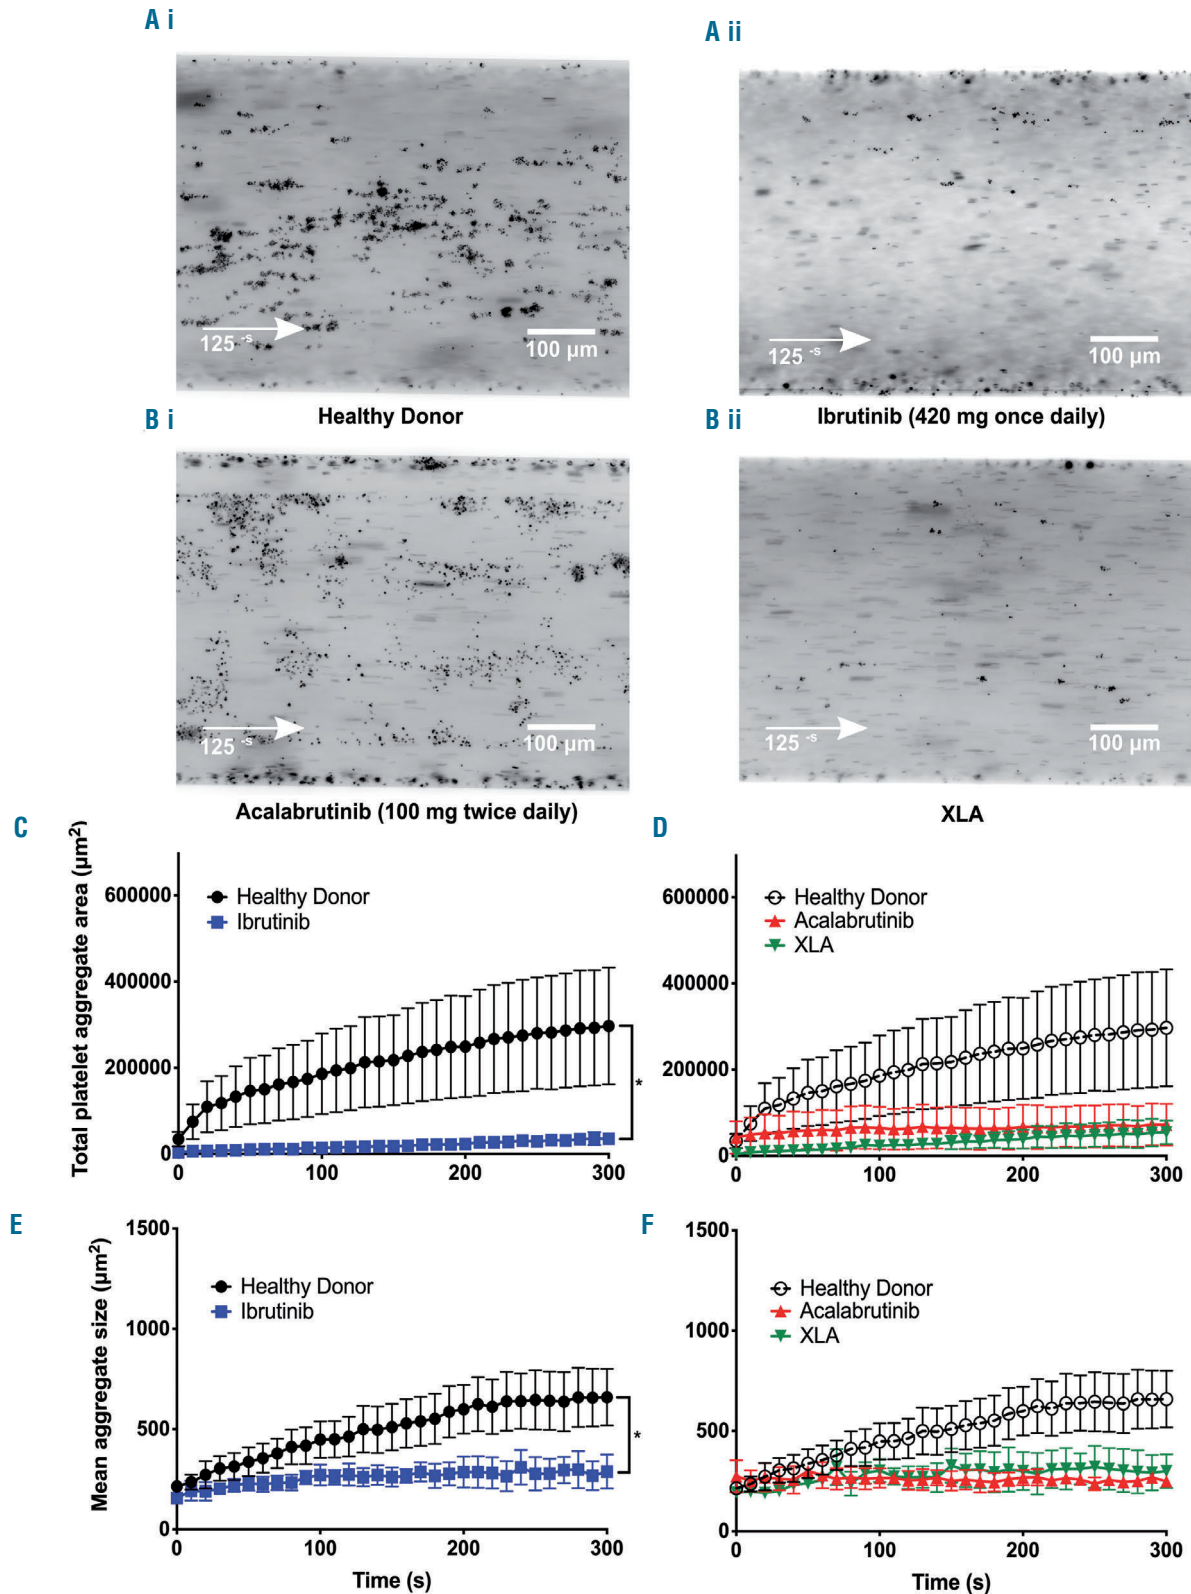 A i
A ii
125 ⁻ˢ
100 µm
125 ⁻ˢ
100 µm
Healthy Donor
Ibrutinib (420 mg once daily)
B i
B ii
125 ⁻ˢ
100 µm
125 ⁻ˢ
100 µm
Acalabrutinib (100 mg twice daily)
XLA
C
Total platelet aggregate area (µm²)
600000
400000
200000
0
Healthy Donor
Ibrutinib
*
0
100
200
300
D
600000
400000
200000
0
Healthy Donor
Acalabrutinib
XLA
0
100
200
300
E
Mean aggregate size (µm²)
1500
1000
500
0
Healthy Donor
Ibrutinib
*
0
100
200
300
Time (s)
F
1500
1000
500
0
Healthy Donor
Acalabrutinib
XLA
0
100
200
300
Time (s)